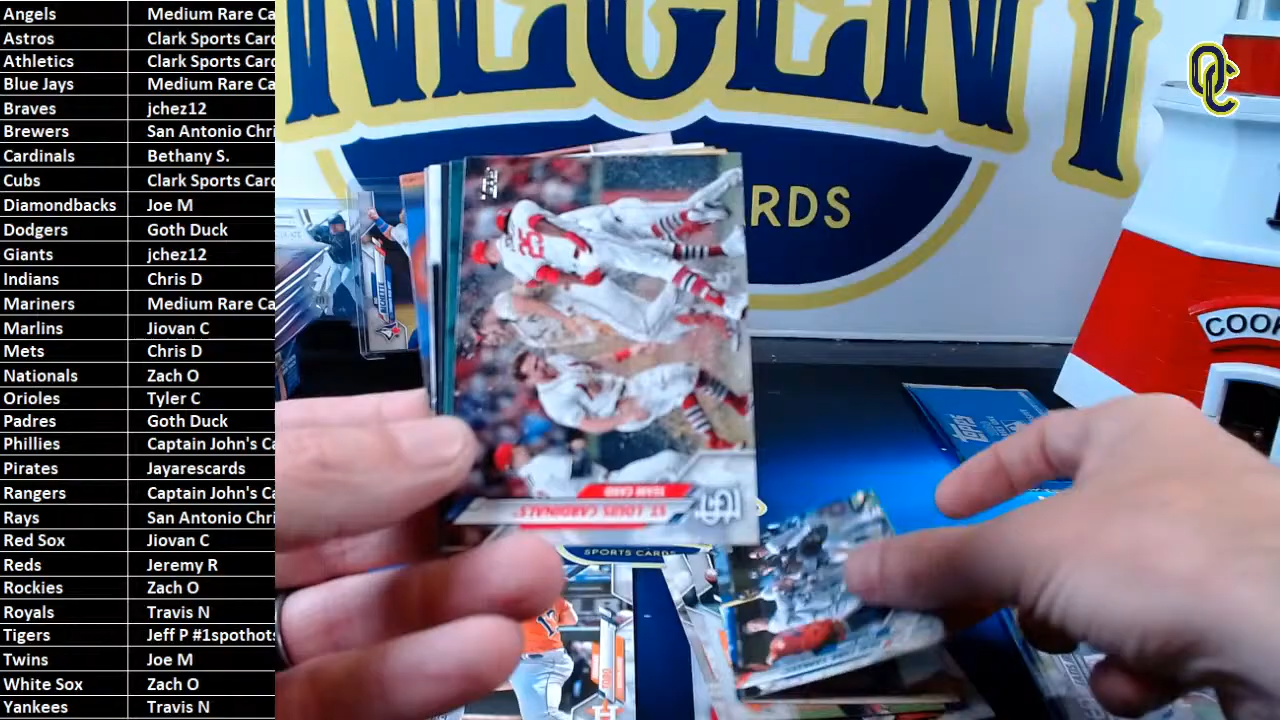 Angels Medium Rare Ca
Astros Clark Sports Card
Athletics Clark Sports Card
Blue Jays Medium Rare Ca
Braves jchez12
Brewers San Antonio Chri
Cardinals Bethany S.
Cubs Clark Sports Card
Diamondbacks Joe M
Dodgers Goth Duck
Giants jchez12
Indians Chris D
Mariners Medium Rare Ca
Marlins Jiovan C
Mets Chris D
Nationals Zach O
Orioles Tyler C
Padres Goth Duck
Phillies Captain John's Ca
Pirates Jayarescards
Rangers Captain John's Ca
Rays San Antonio Chri
Red Sox Jiovan C
Reds Jeremy R
Rockies Zach O
Royals Travis N
Tigers Jeff P #1spothots
Twins Joe M
White Sox Zach O
Yankees Travis N
RDS
OC
COO
25
TEAM CARD
ST. LOUIS CARDINALS
topps
SPORTS CARDS